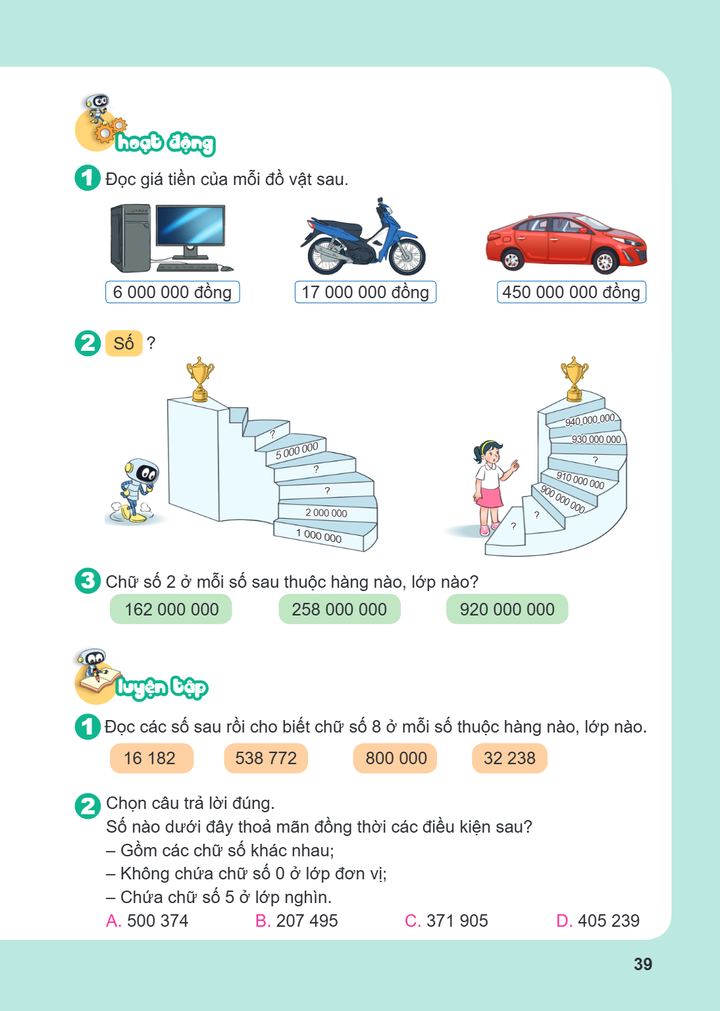 hoạt động
1 Đọc giá tiền của mỗi đồ vật sau.
6 000 000 đồng
17 000 000 đồng
450 000 000 đồng
2 Số ?
?
5 000 000
?
?
2 000 000
1 000 000
940 000 000
930 000 000
?
910 000 000
900 000 000
?
?
3 Chữ số 2 ở mỗi số sau thuộc hàng nào, lớp nào?
162 000 000
258 000 000
920 000 000
luyện tập
1 Đọc các số sau rồi cho biết chữ số 8 ở mỗi số thuộc hàng nào, lớp nào.
16 182
538 772
800 000
32 238
2 Chọn câu trả lời đúng.
Số nào dưới đây thoả mãn đồng thời các điều kiện sau?
– Gồm các chữ số khác nhau;
– Không chứa chữ số 0 ở lớp đơn vị;
– Chứa chữ số 5 ở lớp nghìn.
A. 500 374
B. 207 495
C. 371 905
D. 405 239
39